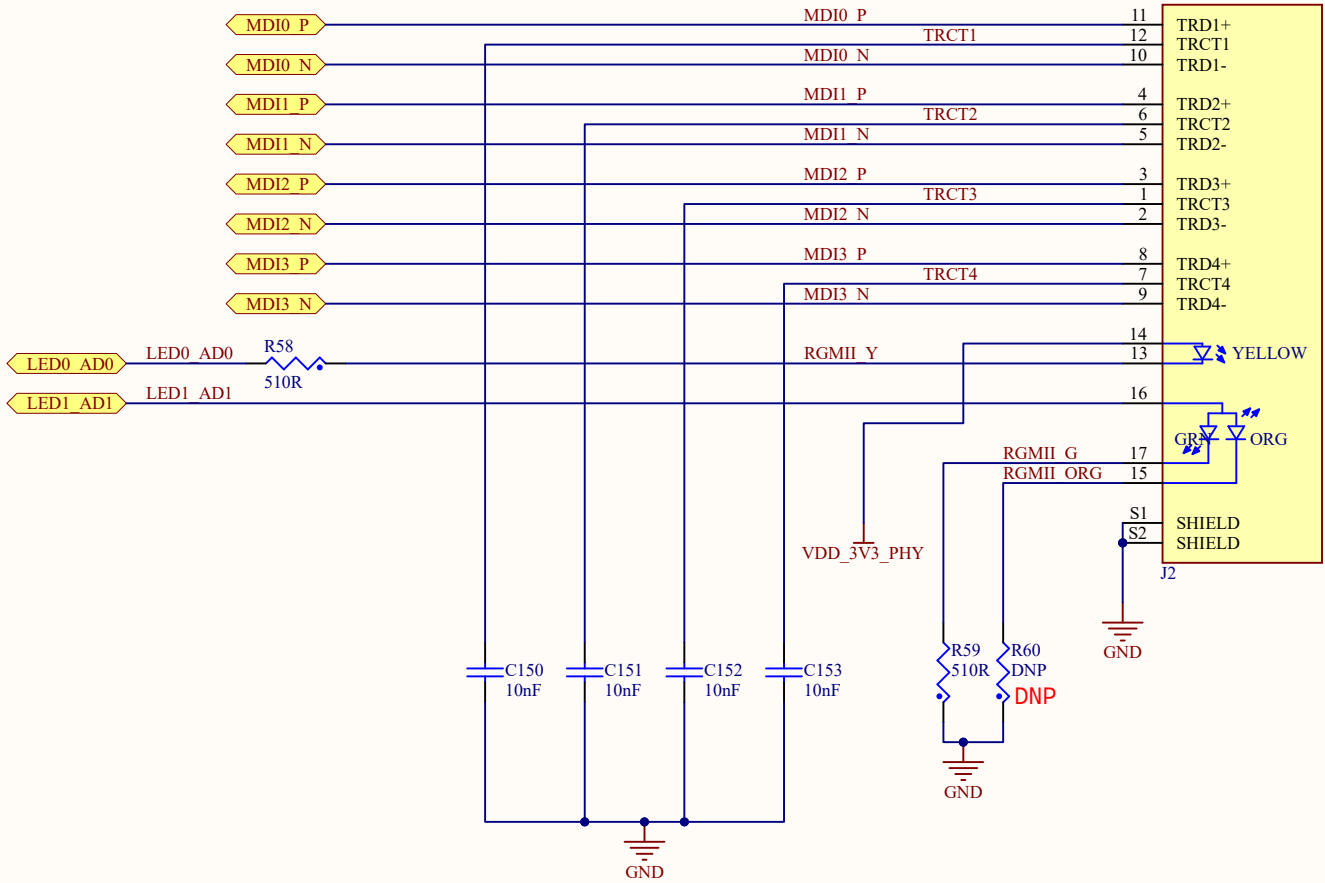 MDI0_P MDI0_P 11 TRD1+
TRCT1 12 TRCT1
MDI0_N MDI0_N 10 TRD1-
MDI1_P MDI1_P 4 TRD2+
TRCT2 6 TRCT2
MDI1_N MDI1_N 5 TRD2-
MDI2_P MDI2_P 3 TRD3+
TRCT3 1 TRCT3
MDI2_N MDI2_N 2 TRD3-
MDI3_P MDI3_P 8 TRD4+
TRCT4 7 TRCT4
MDI3_N MDI3_N 9 TRD4-
14
LED0_AD0 LED0_AD0 R58 RGMII_Y 13 YELLOW
510R
LED1_AD1 LED1_AD1 16
GRN ORG
RGMII_G 17
RGMII_ORG 15
S1 SHIELD
S2 SHIELD
VDD_3V3_PHY
J2
GND
R59 R60
510R DNP
DNP
C150 C151 C152 C153
10nF 10nF 10nF 10nF
GND
GND